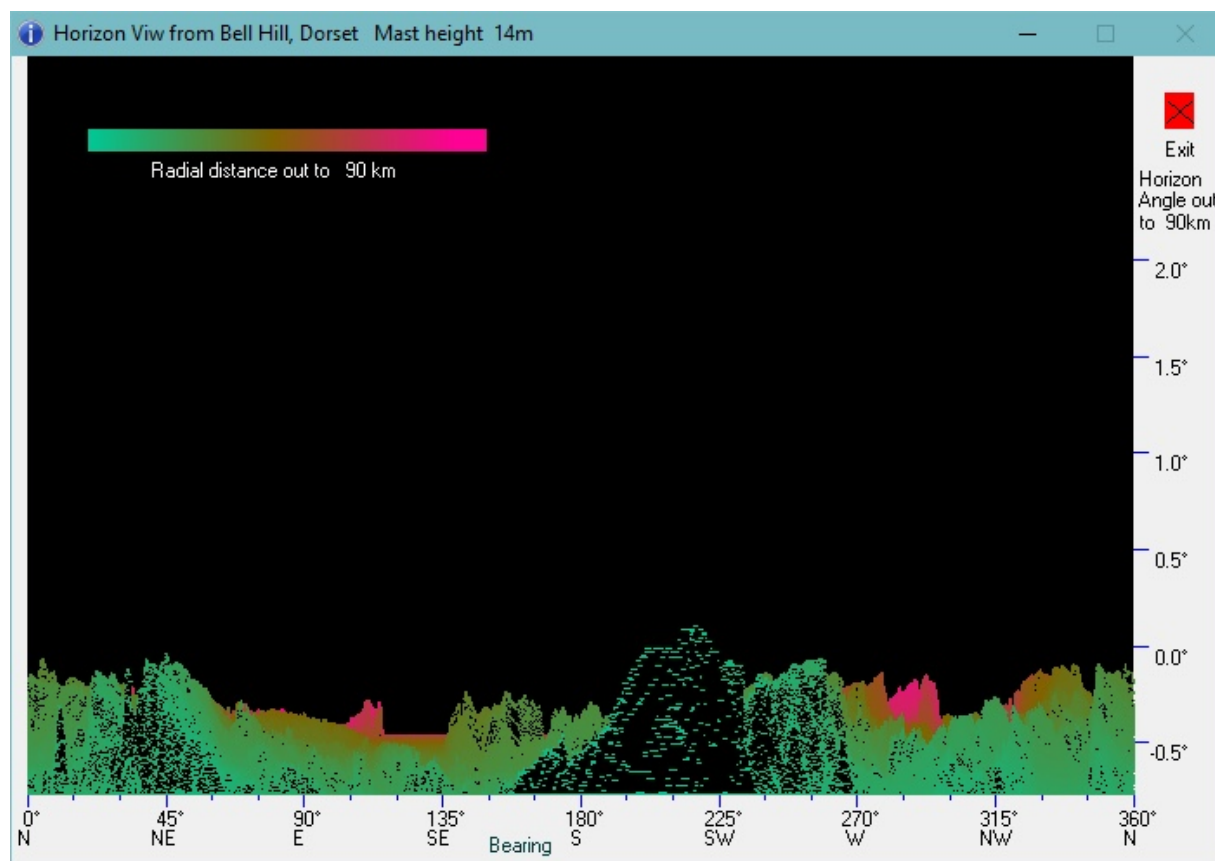 Horizon Viw from Bell Hill, Dorset Mast height 14m
Radial distance out to 90 km
Exit
Horizon
Angle out
to 90km
2.0°
1.5°
1.0°
0.5°
0.0°
-0.5°
0° 45° 90° 135° 180° 225° 270° 315° 360°
N NE E SE S SW W NW N
Bearing